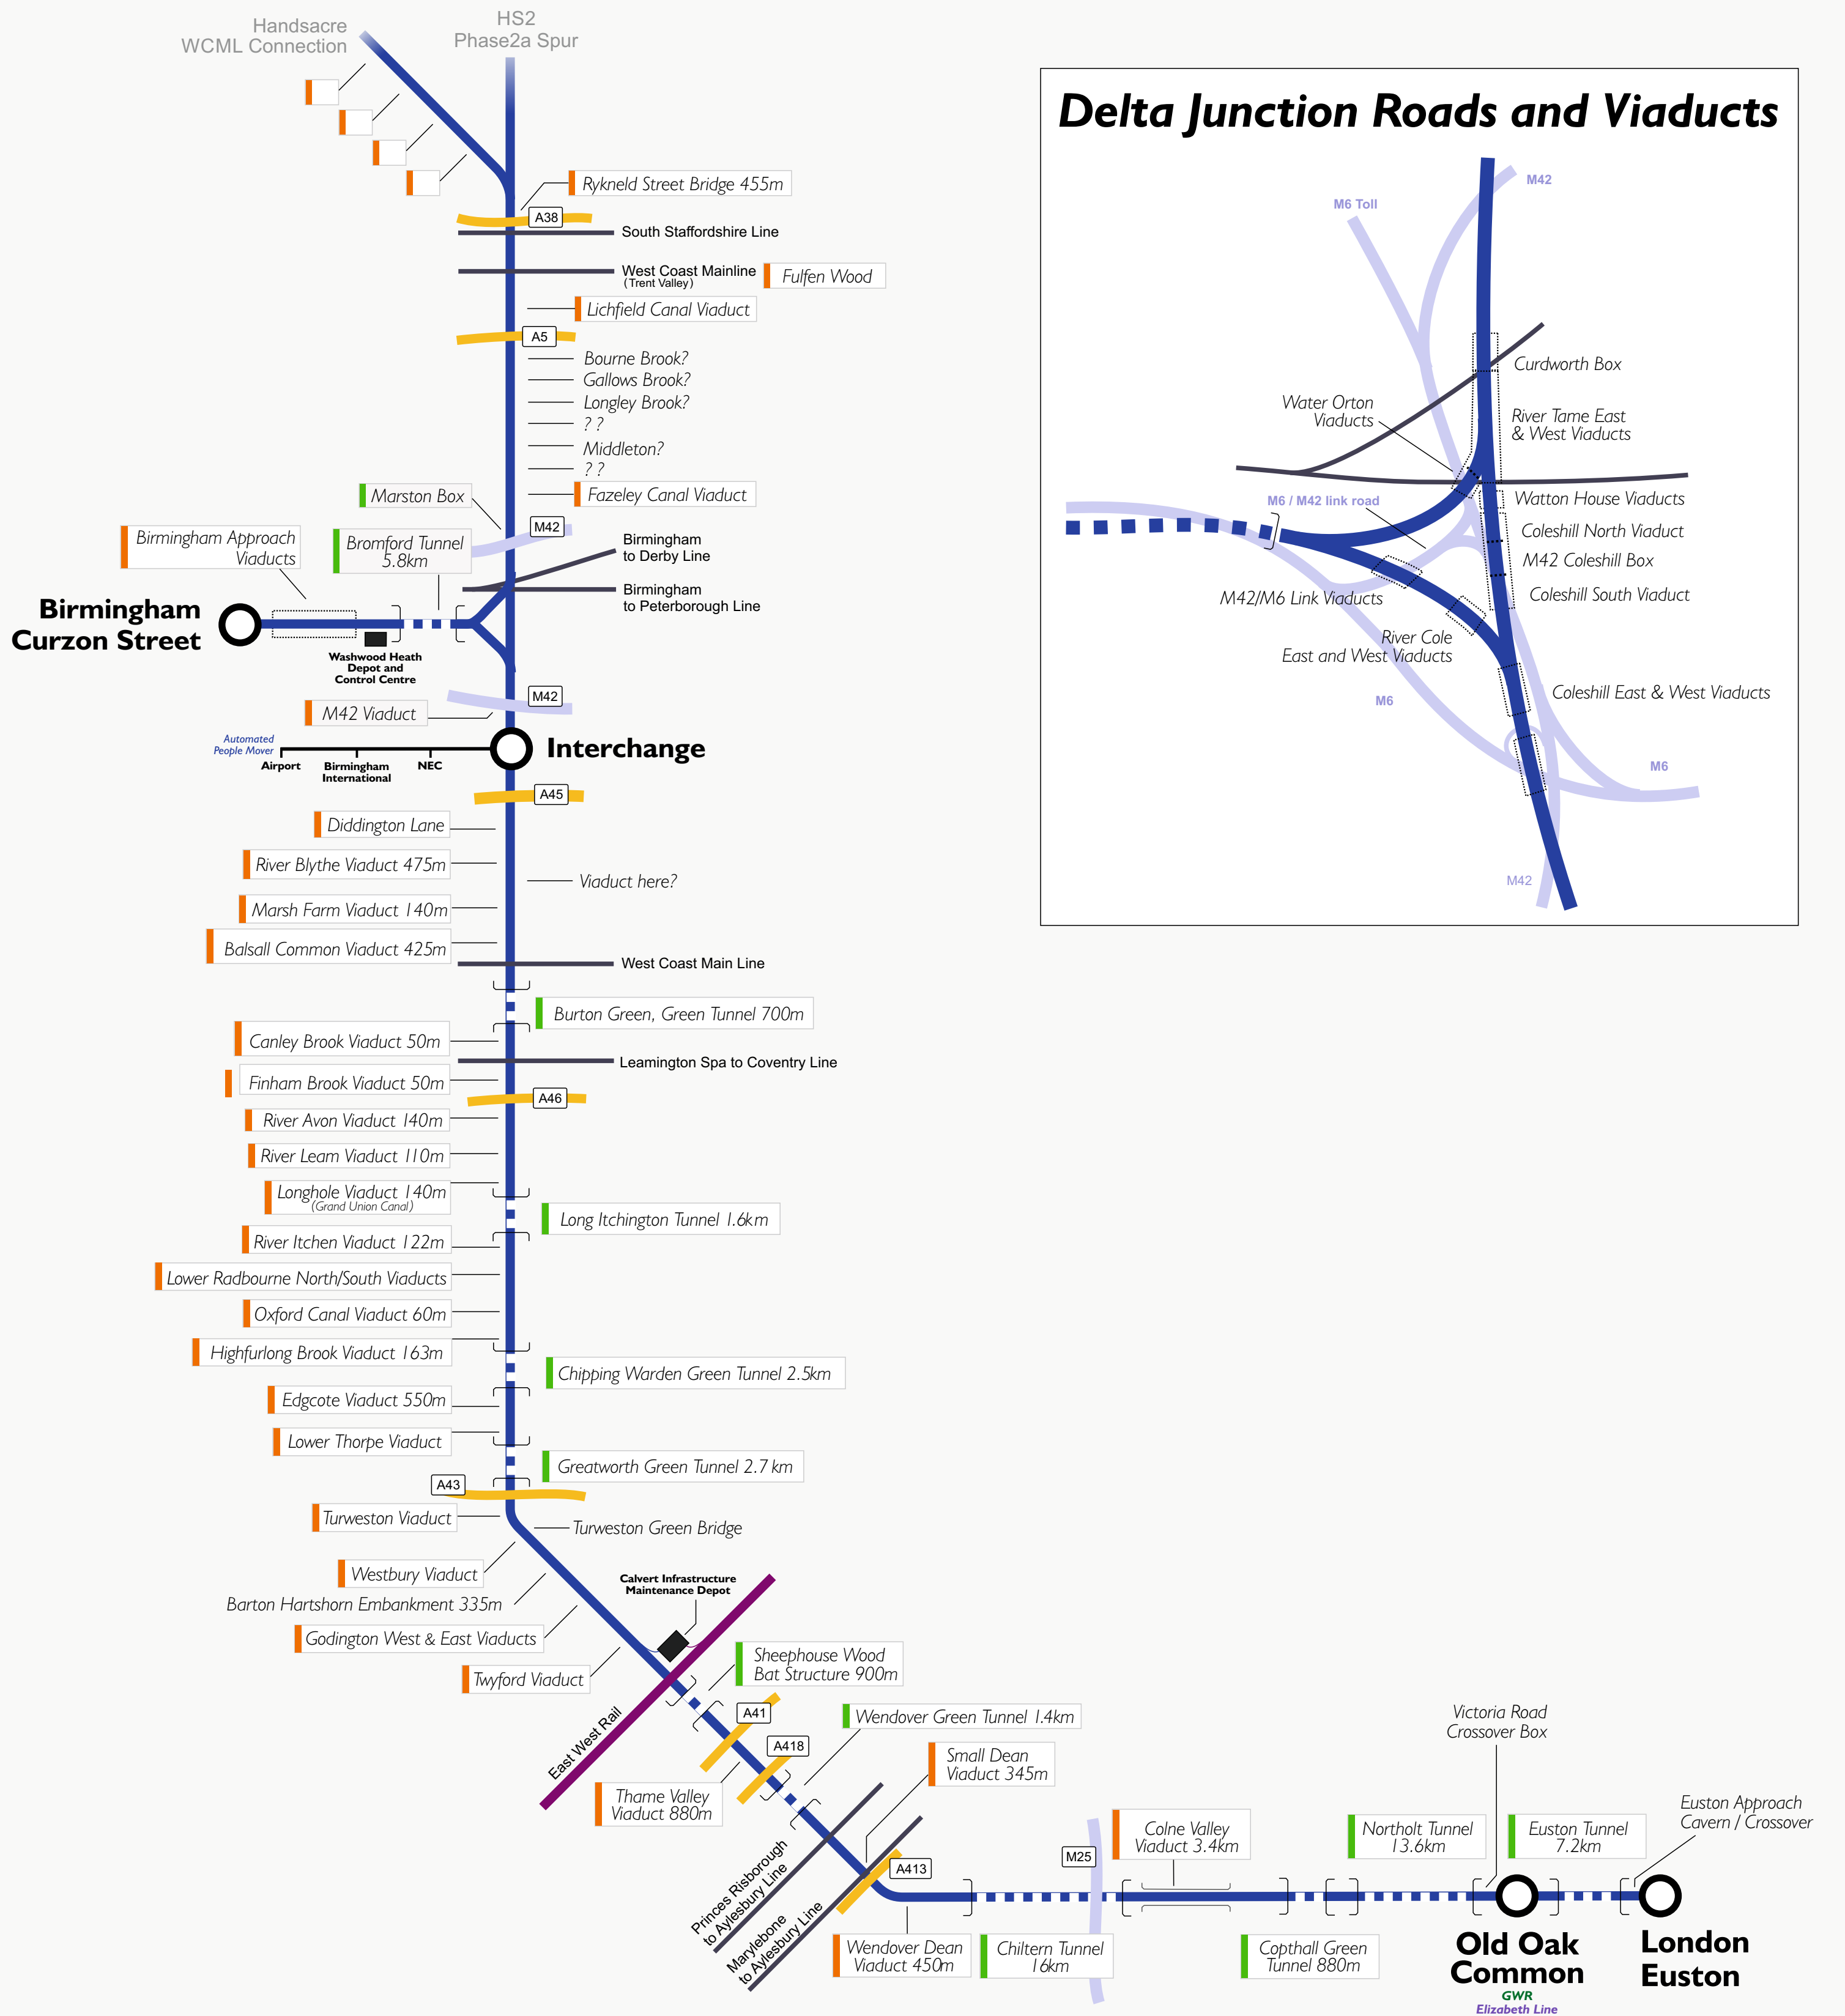 Handsacre
WCML Connection
HS2
Phase2a Spur
Rykneld Street Bridge 455m
A38
South Staffordshire Line
West Coast Mainline
(Trent Valley)
Fulfen Wood
Lichfield Canal Viaduct
A5
Bourne Brook?
Gallows Brook?
Longley Brook?
? ?
Middleton?
? ?
Fazeley Canal Viaduct
Marston Box
M42
Birmingham Approach
Viaducts
Bromford Tunnel
5.8km
Birmingham
to Derby Line
Birmingham
to Peterborough Line
Birmingham
Curzon Street
Washwood Heath
Depot and
Control Centre
M42
M42 Viaduct
Automated
People Mover
Airport
Birmingham
International
NEC
Interchange
A45
Diddington Lane
River Blythe Viaduct 475m
Viaduct here?
Marsh Farm Viaduct 140m
Balsall Common Viaduct 425m
West Coast Main Line
Burton Green, Green Tunnel 700m
Canley Brook Viaduct 50m
Leamington Spa to Coventry Line
Finham Brook Viaduct 50m
A46
River Avon Viaduct 140m
River Leam Viaduct 110m
Longhole Viaduct 140m
(Grand Union Canal)
Long Itchington Tunnel 1.6km
River Itchen Viaduct 122m
Lower Radbourne North/South Viaducts
Oxford Canal Viaduct 60m
Highfurlong Brook Viaduct 163m
Chipping Warden Green Tunnel 2.5km
Edgcote Viaduct 550m
Lower Thorpe Viaduct
Greatworth Green Tunnel 2.7 km
A43
Turweston Viaduct
Turweston Green Bridge
Westbury Viaduct
Barton Hartshorn Embankment 335m
Godington West & East Viaducts
Twyford Viaduct
Calvert Infrastructure
Maintenance Depot
East West Rail
Sheephouse Wood
Bat Structure 900m
A41
A418
Thame Valley
Viaduct 880m
Wendover Green Tunnel 1.4km
Small Dean
Viaduct 345m
Princes Risborough
to Aylesbury Line
Marylebone
to Aylesbury Line
A413
Wendover Dean
Viaduct 450m
Chiltern Tunnel
16km
M25
Colne Valley
Viaduct 3.4km
Copthall Green
Tunnel 880m
Northolt Tunnel
13.6km
Victoria Road
Crossover Box
Euston Tunnel
7.2km
Euston Approach
Cavern / Crossover
Old Oak
Common
GWR
Elizabeth Line
London
Euston
Delta Junction Roads and Viaducts
M42
M6 Toll
Curdworth Box
Water Orton
Viaducts
River Tame East
& West Viaducts
M6 / M42 link road
Watton House Viaducts
Coleshill North Viaduct
M42 Coleshill Box
Coleshill South Viaduct
M42/M6 Link Viaducts
River Cole
East and West Viaducts
Coleshill East & West Viaducts
M6
M6
M42